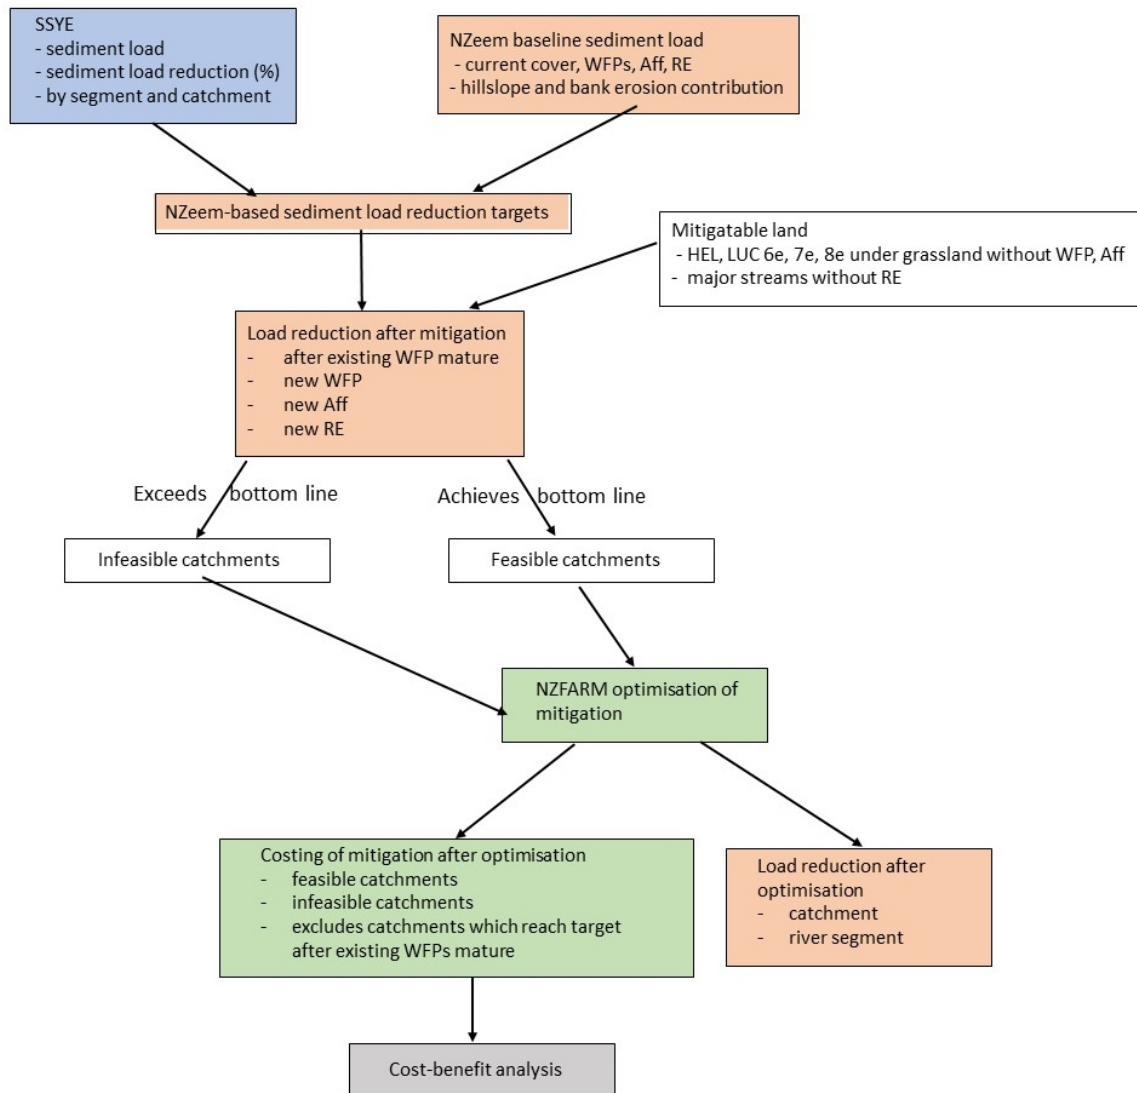 SSYE
- sediment load
- sediment load reduction (%)
- by segment and catchment
NZeem baseline sediment load
- current cover, WFPs, Aff, RE
- hillslope and bank erosion contribution
NZeem-based sediment load reduction targets
Mitigatable land
- HEL, LUC 6e, 7e, 8e under grassland without WFP, Aff
- major streams without RE
Load reduction after mitigation
- after existing WFP mature
- new WFP
- new Aff
- new RE
Exceeds bottom line
Achieves bottom line
Infeasible catchments
Feasible catchments
NZFARM optimisation of
mitigation
Costing of mitigation after optimisation
- feasible catchments
- infeasible catchments
- excludes catchments which reach target
after existing WFPs mature
Load reduction after
optimisation
- catchment
- river segment
Cost-benefit analysis